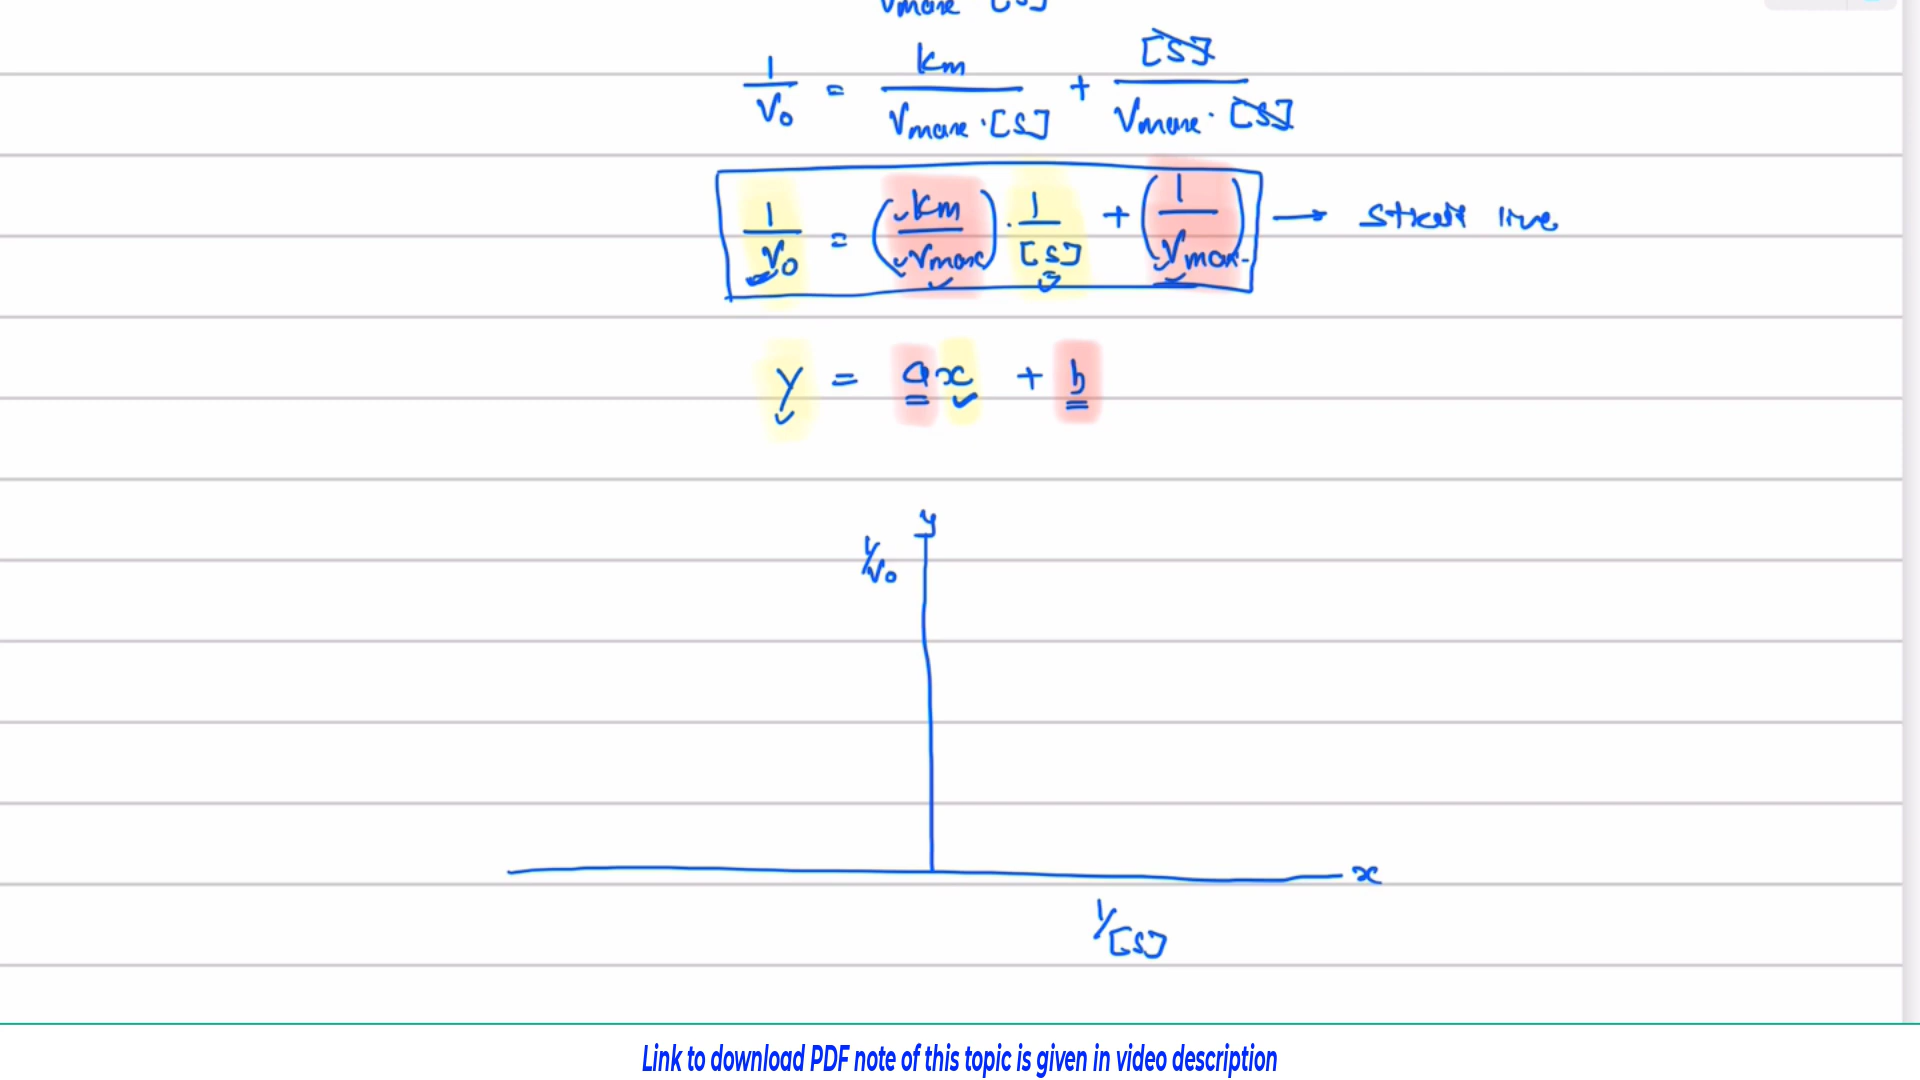 Vmax [S]
1/V₀ = Km/Vmax·[S] + [S]/Vmax·[S]
1/V₀ = (Km/Vmax)·1/[S] + (1/Vmax) → line
y = ax + b
y
1/V₀
x
1/[S]
Link to download PDF note of this topic is given in video description